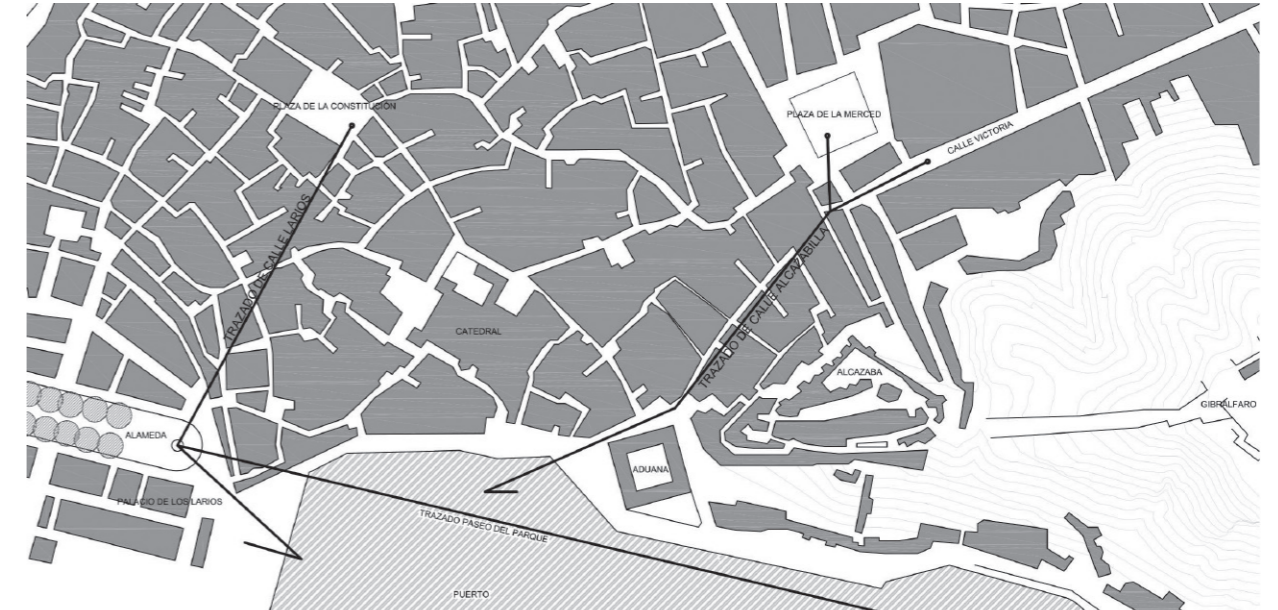 PLAZA DE LA CONSTITUCIÓN
PLAZA DE LA MERCED
CALLE VICTORIA
TRAZADO DE CALLE LARIOS
TRAZADO DE CALLE ALCAZABILLA
CATEDRAL
ALCAZABA
GIBRALFARO
ALAMEDA
ADUANA
PALACIO DE LOS LARIOS
TRAZADO PASEO DEL PARQUE
PUERTO